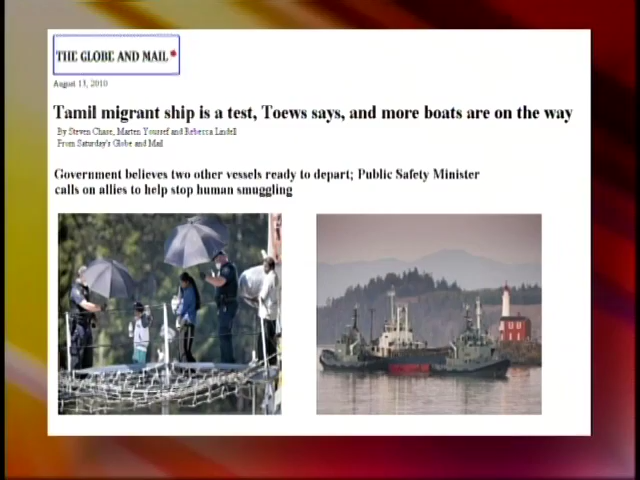 THE GLOBE AND MAIL
August 13, 2010
Tamil migrant ship is a test, Toews says, and more boats are on the way
By Steven Chase, Marten Youssef and Rebecca Lindell
From Saturday's Globe and Mail
Government believes two other vessels ready to depart; Public Safety Minister
calls on allies to help stop human smuggling